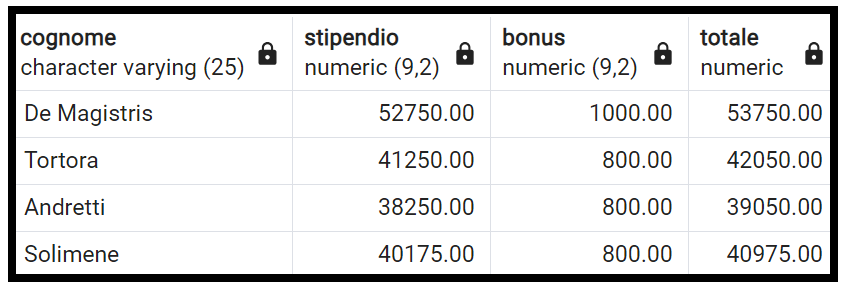 cognome stipendio bonus totale
character varying (25) numeric (9,2) numeric (9,2) numeric
De Magistris 52750.00 1000.00 53750.00
Tortora 41250.00 800.00 42050.00
Andretti 38250.00 800.00 39050.00
Solimene 40175.00 800.00 40975.00